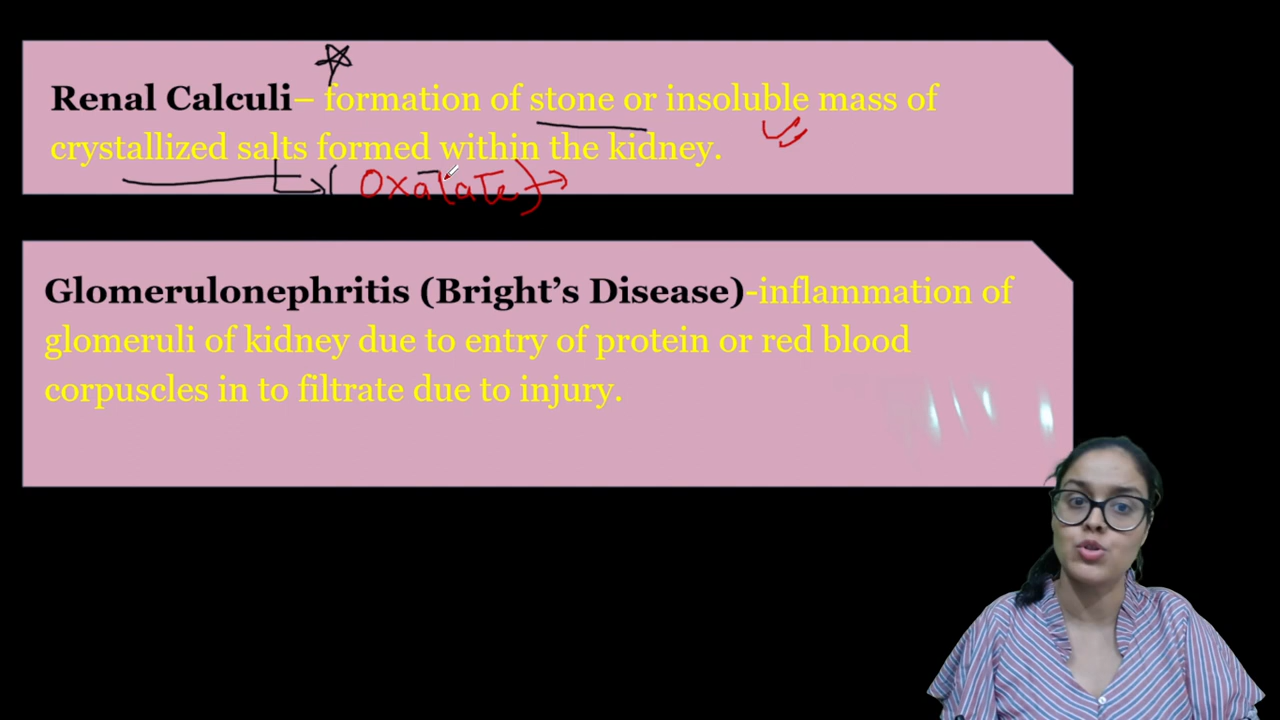 Renal Calculi– formation of stone or insoluble mass of
crystallized salts formed within the kidney.
(Oxalate)
Glomerulonephritis (Bright’s Disease)-inflammation of
glomeruli of kidney due to entry of protein or red blood
corpuscles in to filtrate due to injury.